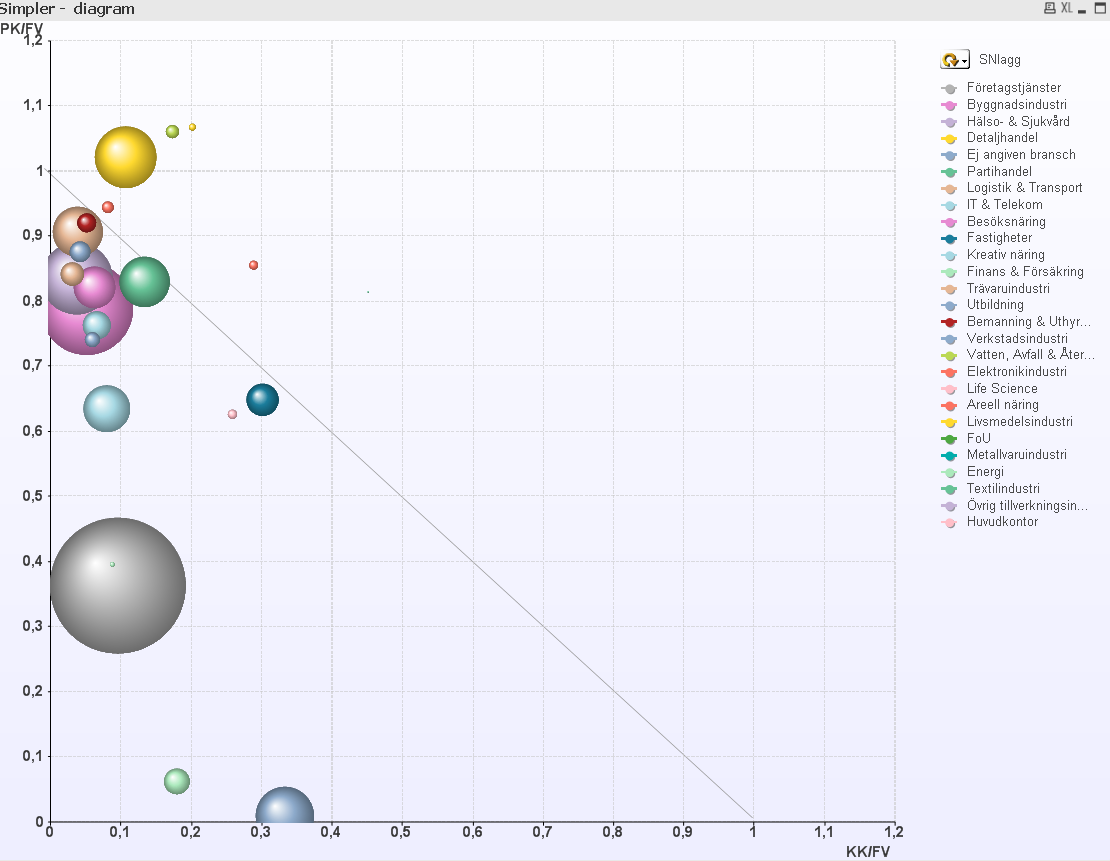 Simpler - diagram
XL
PK/FV
1,2
1,1
1
0,9
0,8
0,7
0,6
0,5
0,4
0,3
0,2
0,1
0
0 0,1 0,2 0,3 0,4 0,5 0,6 0,7 0,8 0,9 1 1,1 1,2
KK/FV
SNIagg
Företagstjänster
Byggnadsindustri
Hälso- & Sjukvård
Detaljhandel
Ej angiven bransch
Partihandel
Logistik & Transport
IT & Telekom
Besöksnäring
Fastigheter
Kreativ näring
Finans & Försäkring
Trävaruindustri
Utbildning
Bemanning & Uthyr...
Verkstadsindustri
Vatten, Avfall & Åter...
Elektronikindustri
Life Science
Areell näring
Livsmedelsindustri
FoU
Metallvaruindustri
Energi
Textilindustri
Övrig tillverkningsin...
Huvudkontor